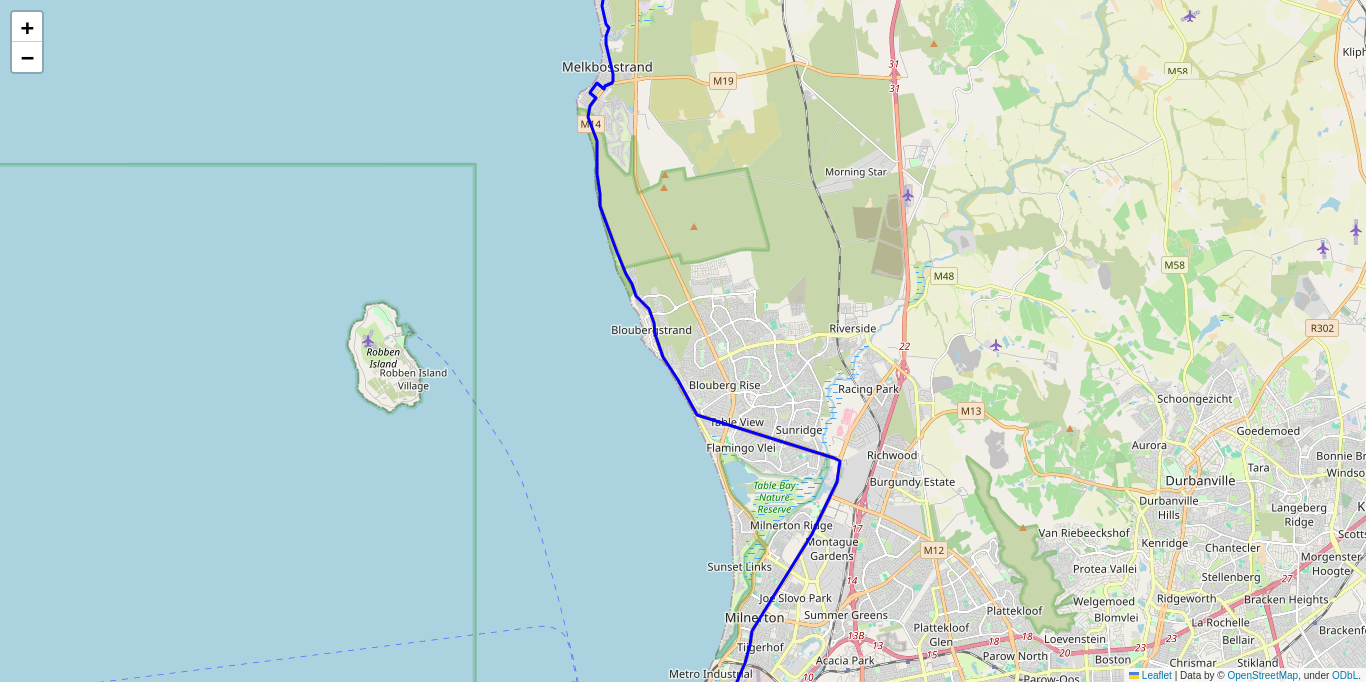 +
−
Melkbosstrand
M14
M19
31
31
M58
Kliph
Morning Star
M48
M58
R302
Riverside
22
Robben
Island
Robben Island
Village
Bloubergstrand
Blouberg Rise
Racing Park
Table View
Sunridge
Flamingo Vlei
M13
Schoongezicht
Goedemoed
Aurora
Richwood
Bonnie Br
Tara
Windso
Burgundy Estate
Durbanville
Table Bay
Nature
Reserve
Durbanville
Hills
Langeberg
Ridge
K
Milnerton Ridge
17
Montague
Gardens
M12
Van Riebeeckshof
Kenridge
Chantecler
Scotts
Morgenster
Hoogte
Sunset Links
Protea Vallei
Stellenberg
14
27
Joe Slovo Park
Summer Greens
Plattekloof
Welgemoed
Ridgeworth
Bracken Heights
Milnerton
Blomvlei
La Rochelle
Brackenf
Plattekloof
Glen
13B
13
Tijgerhof
15
18
18
20
23
23
Loevenstein
Bellair
Acacia Park
Parow North
Boston
Chrismar
Stikland
Metro Industrial
10
Parow-Oos
Leaflet | Data by © OpenStreetMap, under ODbL.